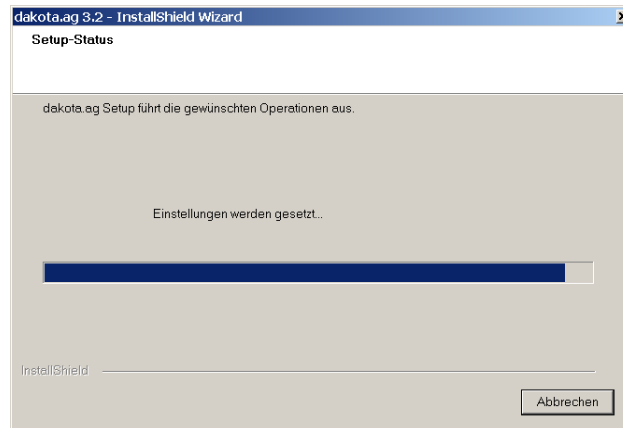 dakota.ag 3.2 - InstallShield Wizard
Setup-Status
dakota.ag Setup führt die gewünschten Operationen aus.
Einstellungen werden gesetzt...
InstallShield
Abbrechen